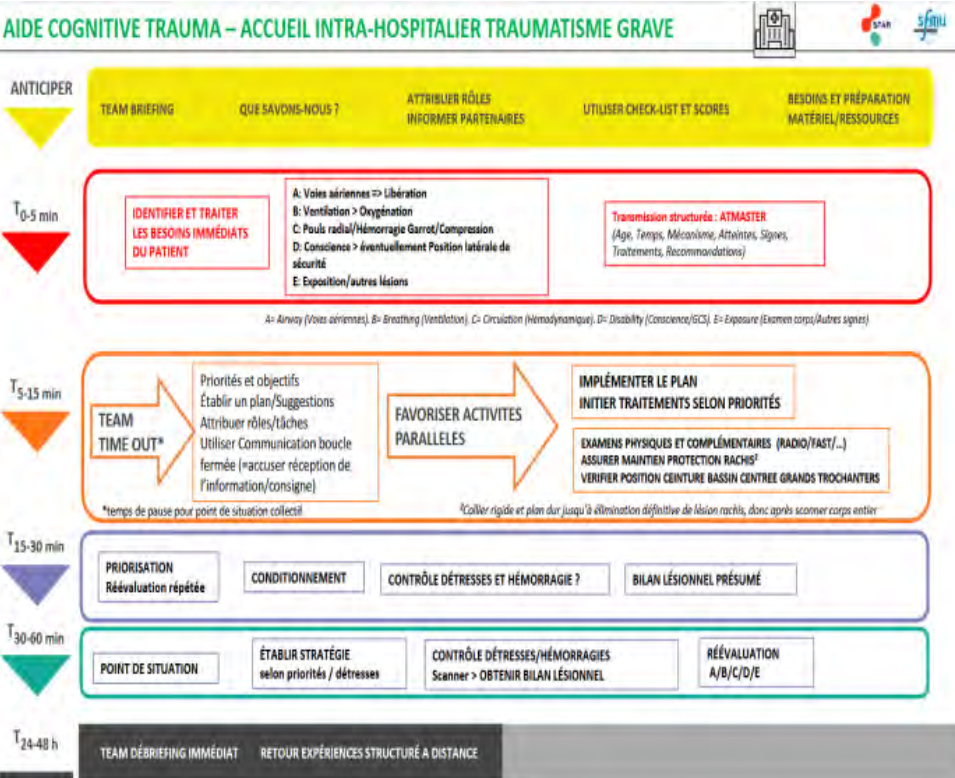 AIDE COGNITIVE TRAUMA – ACCUEIL INTRA-HOSPITALIER TRAUMATISME GRAVE
STAR
sfmu
ANTICIPER
TEAM BRIEFING
QUE SAVONS-NOUS ?
ATTRIBUER RÔLES
INFORMER PARTENAIRES
UTILISER CHECK-LIST ET SCORES
BESOINS ET PRÉPARATION
MATÉRIEL/RESSOURCES
T0-5 min
IDENTIFIER ET TRAITER
LES BESOINS IMMÉDIATS
DU PATIENT
A: Voies aériennes => Libération
B: Ventilation > Oxygénation
C: Pouls radial/Hémorragie Garrot/Compression
D: Conscience > éventuellement Position latérale de
sécurité
E: Exposition/autres lésions
Transmission structurée : ATMASTER
(Age, Temps, Mécanisme, Atteintes, Signes,
Traitements, Recommandations)
A= Airway (Voies aériennes). B= Breathing (Ventilation). C= Circulation (Hémodynamique). D= Disability (Conscience/GCS). E= Exposure (Examen corps/Autres signes)
T5-15 min
TEAM
TIME OUT*
Priorités et objectifs
Établir un plan/Suggestions
Attribuer rôles/tâches
Utiliser Communication boucle
fermée (=accuser réception de
l'information/consigne)
FAVORISER ACTIVITES
PARALLELES
IMPLÉMENTER LE PLAN
INITIER TRAITEMENTS SELON PRIORITÉS
EXAMENS PHYSIQUES ET COMPLÉMENTAIRES (RADIO/FAST/...)
ASSURER MAINTIEN PROTECTION RACHIS²
VERIFIER POSITION CEINTURE BASSIN CENTREE GRANDS TROCHANTERS
*temps de pause pour point de situation collectif
²Collier rigide et plan dur jusqu'à élimination définitive de lésion rachis, donc après scanner corps entier
T15-30 min
PRIORISATION
Réévaluation répétée
CONDITIONNEMENT
CONTRÔLE DÉTRESSES ET HÉMORRAGIE ?
BILAN LÉSIONNEL PRÉSUMÉ
T30-60 min
POINT DE SITUATION
ÉTABLIR STRATÉGIE
selon priorités / détresses
CONTRÔLE DÉTRESSES/HÉMORRAGIES
Scanner > OBTENIR BILAN LÉSIONNEL
RÉÉVALUATION
A/B/C/D/E
T24-48 h
TEAM DÉBRIEFING IMMÉDIAT
RETOUR EXPÉRIENCES STRUCTURÉ A DISTANCE